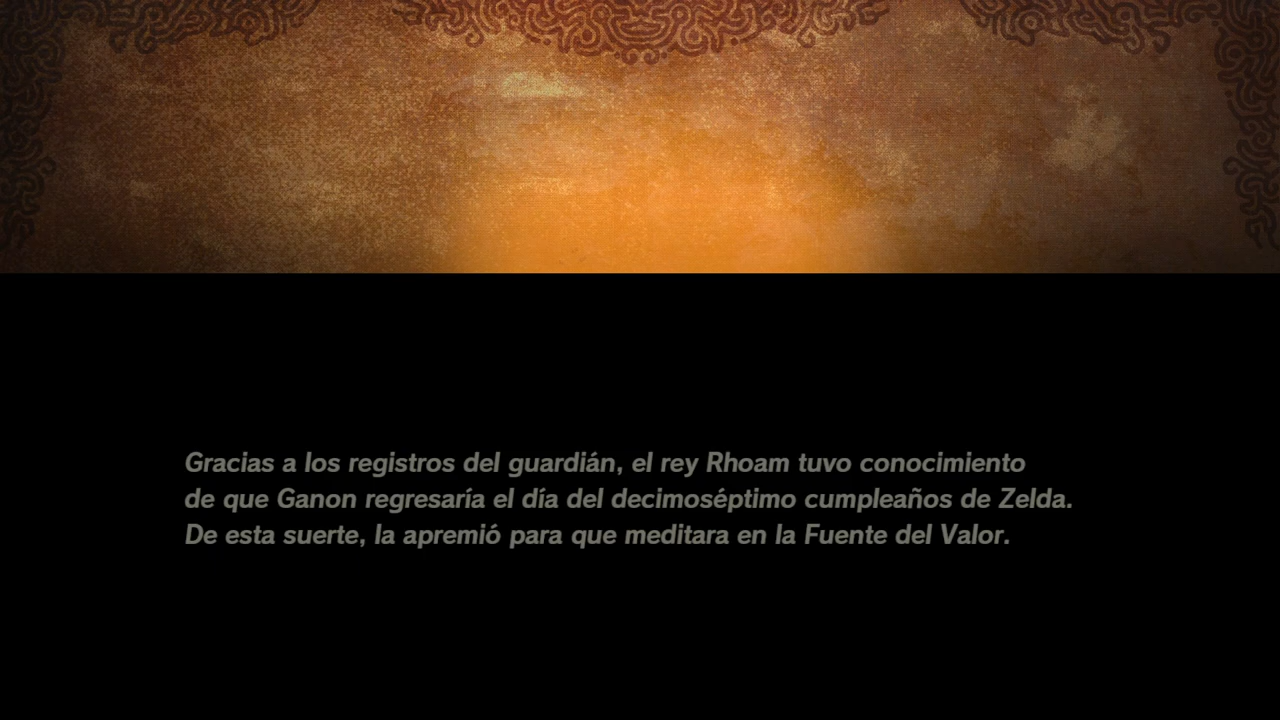 Gracias a los registros del guardián, el rey Rhoam tuvo conocimiento
de que Ganon regresaría el día del decimoséptimo cumpleaños de Zelda.
De esta suerte, la apremió para que meditara en la Fuente del Valor.